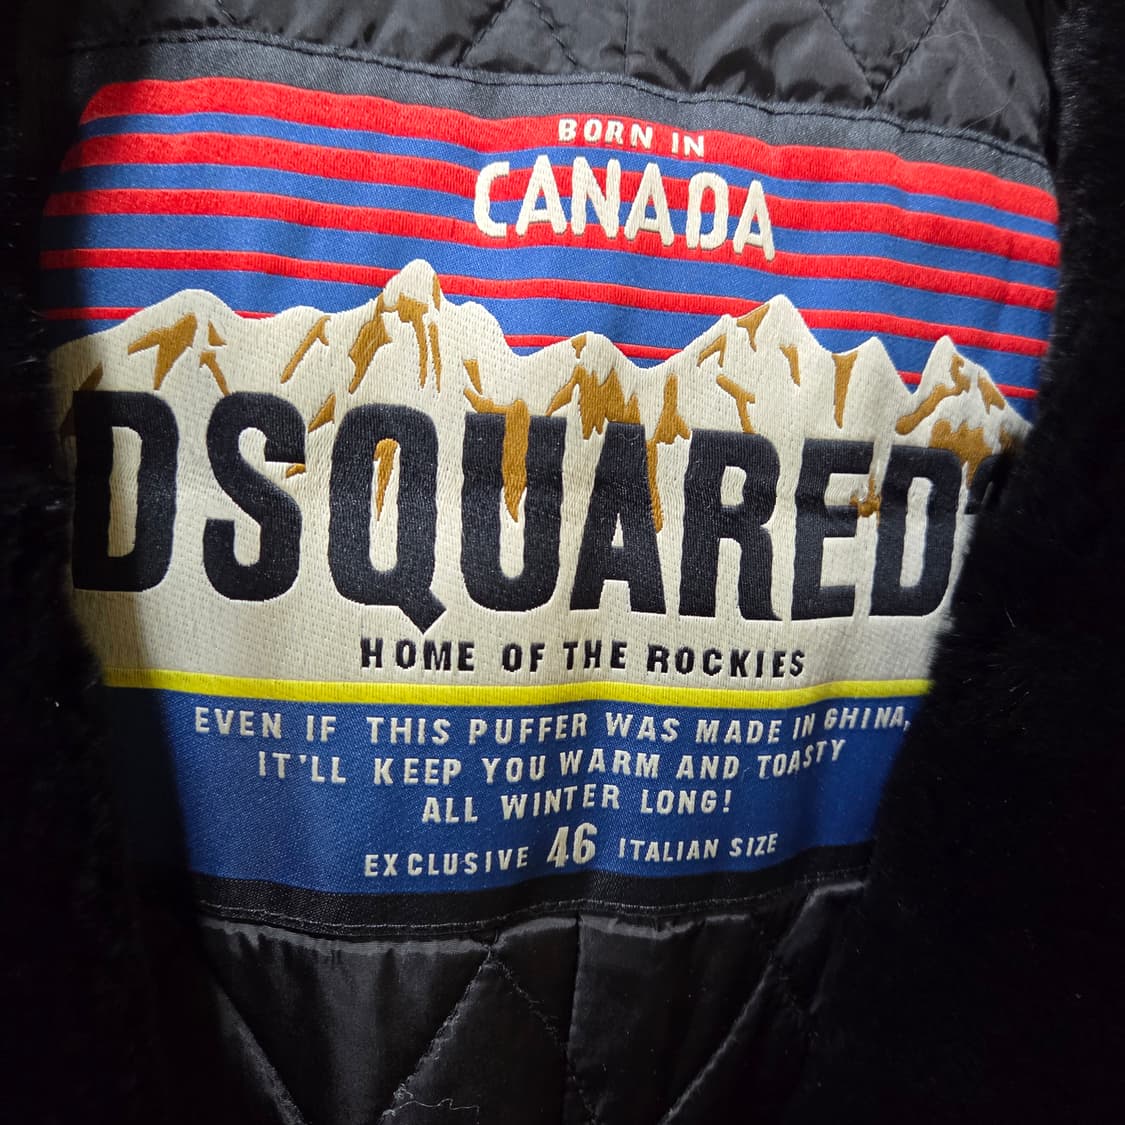 BORN IN
CANADA
DSQUARED2
HOME OF THE ROCKIES
EVEN IF THIS PUFFER WAS MADE IN CHINA,
IT'LL KEEP YOU WARM AND TOASTY
ALL WINTER LONG!
EXCLUSIVE 46 ITALIAN SIZE